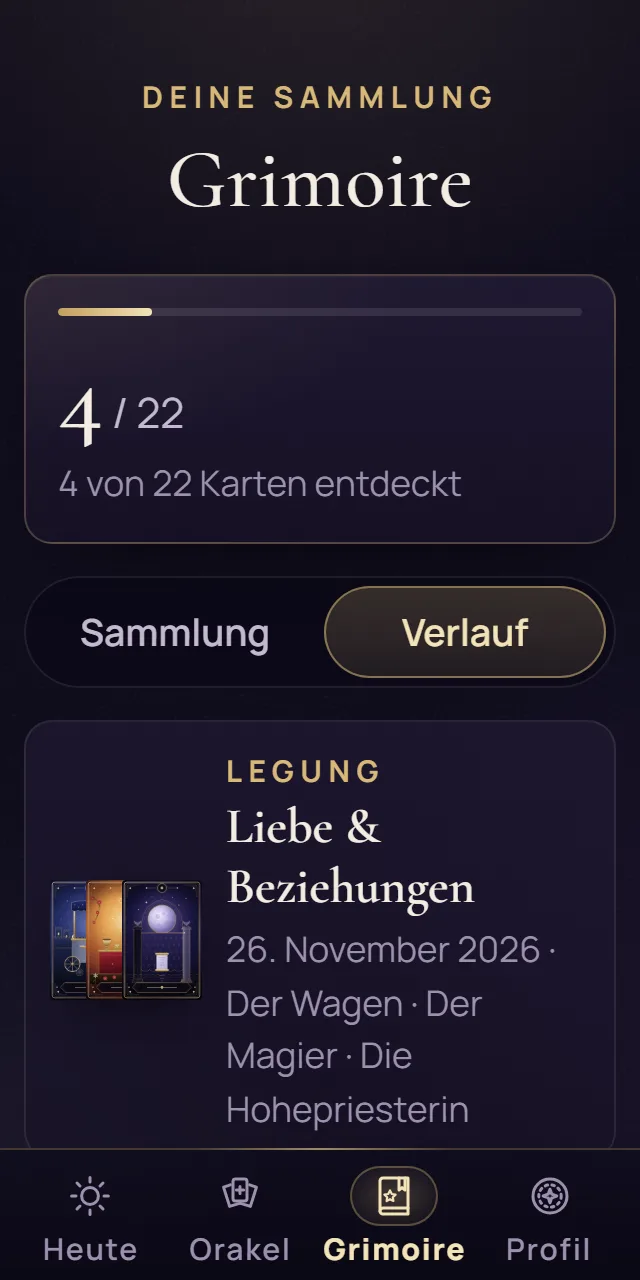 DEINE SAMMLUNG
Grimoire
4 / 22
4 von 22 Karten entdeckt
Sammlung
Verlauf
LEGUNG
Liebe &
Beziehungen
26. November 2026 ·
Der Wagen · Der
Magier · Die
Hohepriesterin
Heute
Orakel
Grimoire
Profil